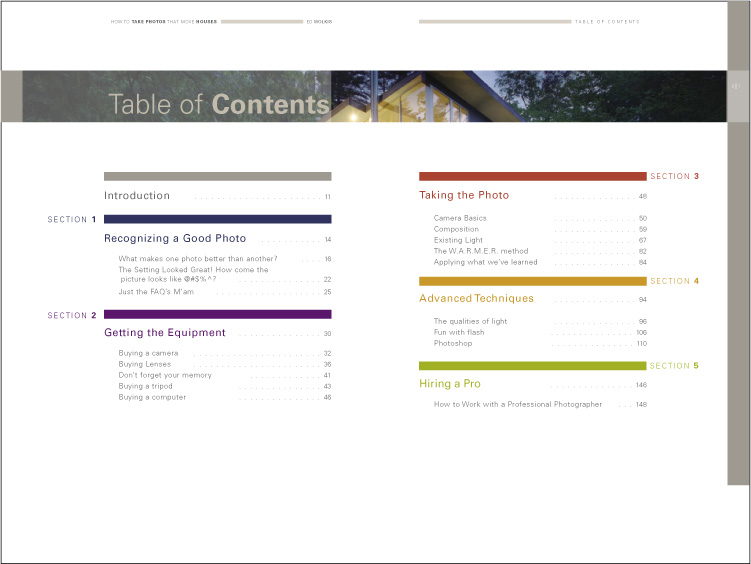 HOW TO TAKE PHOTOS THAT MOVE HOUSES
ED WOLKIS
TABLE OF CONTENTS
Table of Contents
Introduction 11
SECTION 1
Recognizing a Good Photo 14
What makes one photo better than another? 16
The Setting Looked Great! How come the
picture looks like @#$%^? 22
Just the FAQ's M'am 25
SECTION 2
Getting the Equipment 30
Buying a camera 32
Buying Lenses 36
Don't forget your memory 41
Buying a tripod 43
Buying a computer 46
SECTION 3
Taking the Photo 48
Camera Basics 50
Composition 59
Existing Light 67
The W.A.R.M.E.R. method 82
Applying what we've learned 84
SECTION 4
Advanced Techniques 94
The qualities of light 96
Fun with flash 106
Photoshop 110
SECTION 5
Hiring a Pro 146
How to Work with a Professional Photographer 148